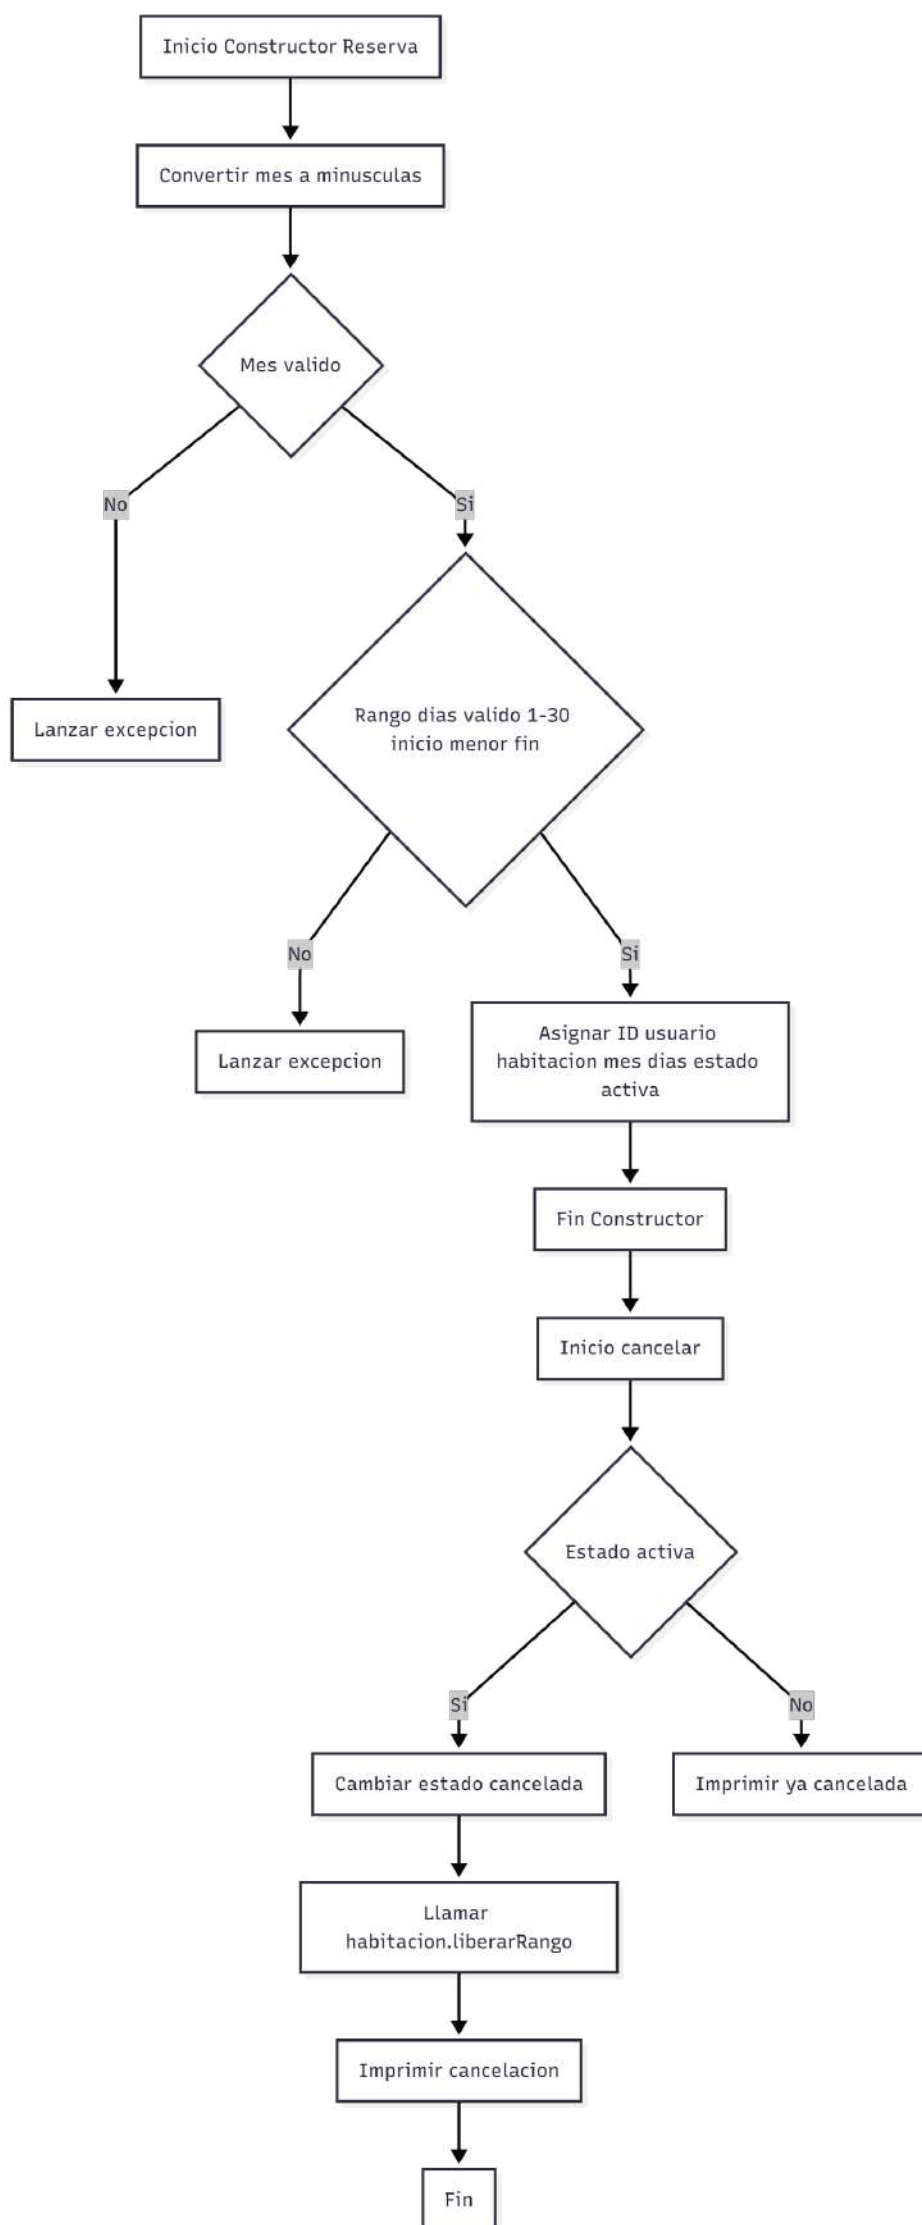 Inicio Constructor Reserva
Convertir mes a minusculas
Mes valido
No
Si
Rango dias valido 1-30
inicio menor fin
Lanzar excepcion
No
Si
Lanzar excepcion
Asignar ID usuario
habitacion mes dias estado
activa
Fin Constructor
Inicio cancelar
Estado activa
Si
No
Cambiar estado cancelada
Imprimir ya cancelada
Llamar
habitacion.liberarRango
Imprimir cancelacion
Fin